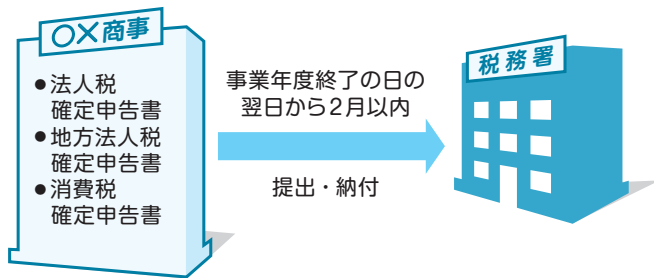 ○×商事
●法人税
確定申告書
●地方法人税
確定申告書
●消費税
確定申告書
事業年度終了の日の
翌日から2月以内
提出・納付
税務署